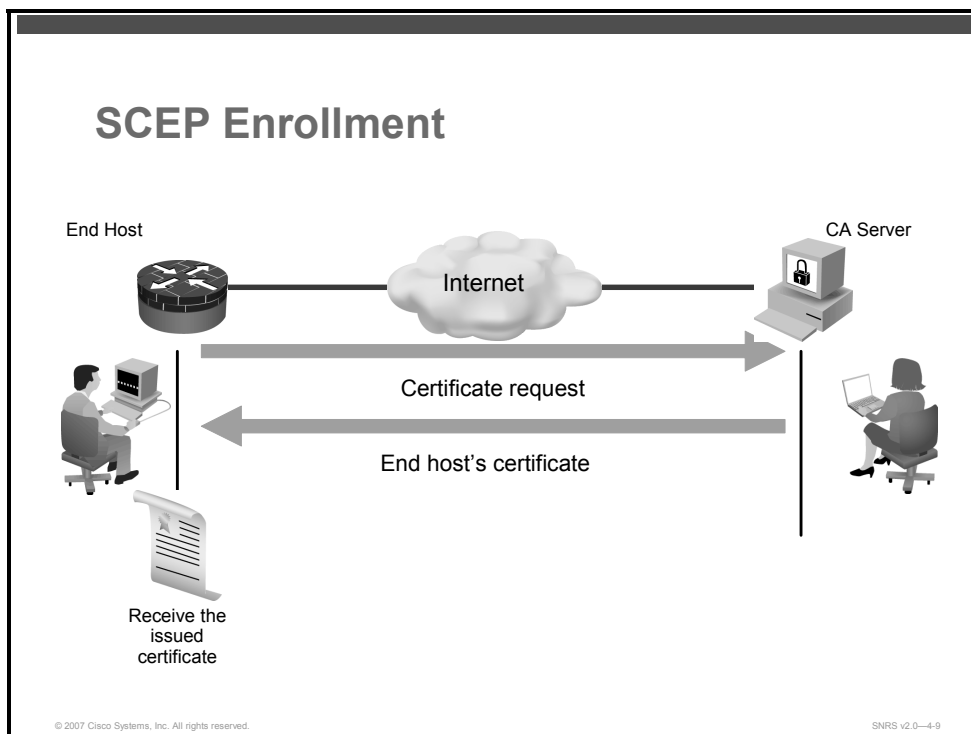 SCEP Enrollment
End Host
CA Server
Internet
Certificate request
End host's certificate
Receive the
issued
certificate
© 2007 Cisco Systems, Inc. All rights reserved.
SNRS v2.0—4-9